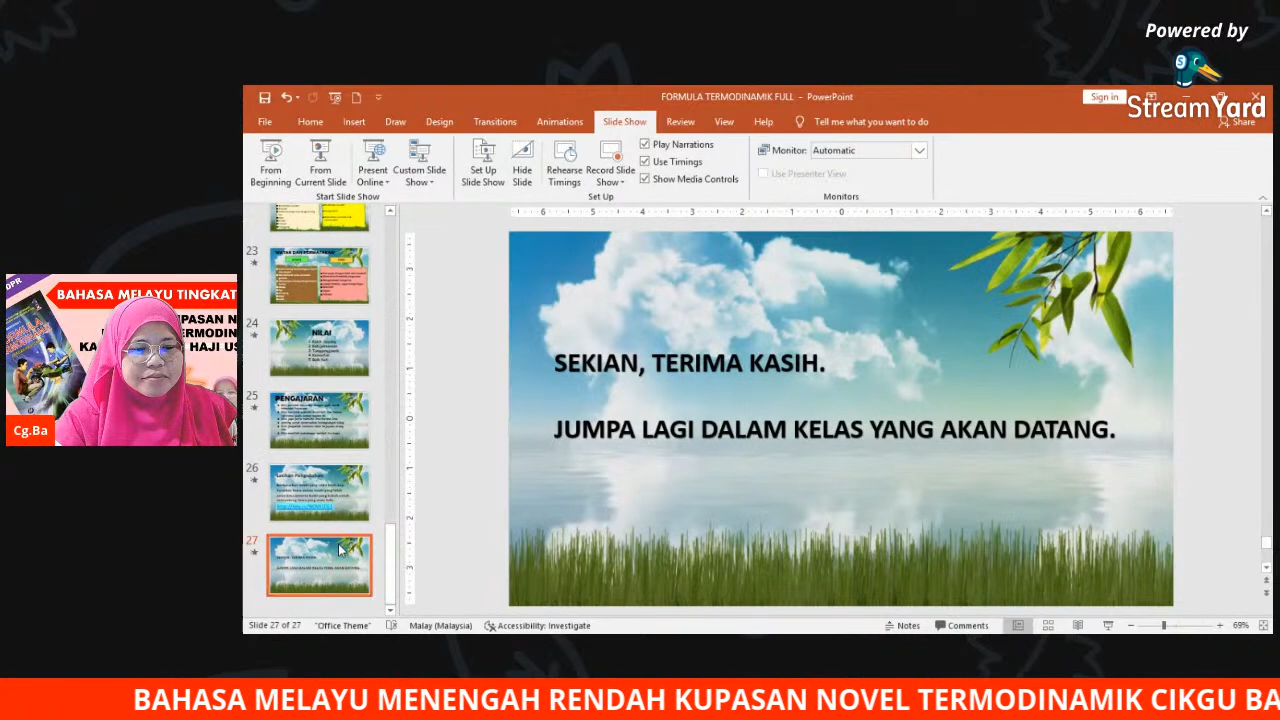 Powered by
StreamYard
FORMULA TERMODINAMIK FULL - PowerPoint
Sign in
File Home Insert Draw Design Transitions Animations Slide Show Review View Help Tell me what you want to do
Share
From Beginning
From Current Slide
Present Online
Custom Slide Show
Set Up Slide Show
Hide Slide
Rehearse Timings
Record Slide Show
Play Narrations
Use Timings
Show Media Controls
Monitor: Automatic
Use Presenter View
Start Slide Show
Set Up
Monitors
23
24
NILAI
25
PENGAJARAN
26
27
SEKIAN, TERIMA KASIH.
JUMPA LAGI DALAM KELAS YANG AKAN DATANG.
BAHASA MELAYU TINGKAT
Cg.Ba
Slide 27 of 27 "Office Theme" Malay (Malaysia) Accessibility: Investigate Notes Comments 69%
BAHASA MELAYU MENENGAH RENDAH KUPASAN NOVEL TERMODINAMIK CIKGU BA